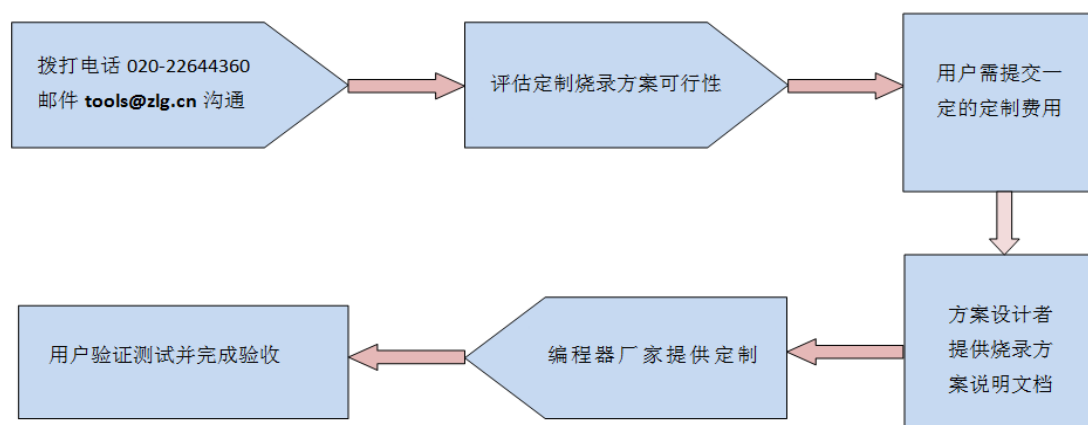 拨打电话 020-22644360
邮件 tools@zlg.cn 沟通
评估定制烧录方案可行性
用户需提交一
定的定制费用
方案设计者
提供烧录方
案说明文档
编程器厂家提供定制
用户验证测试并完成验收